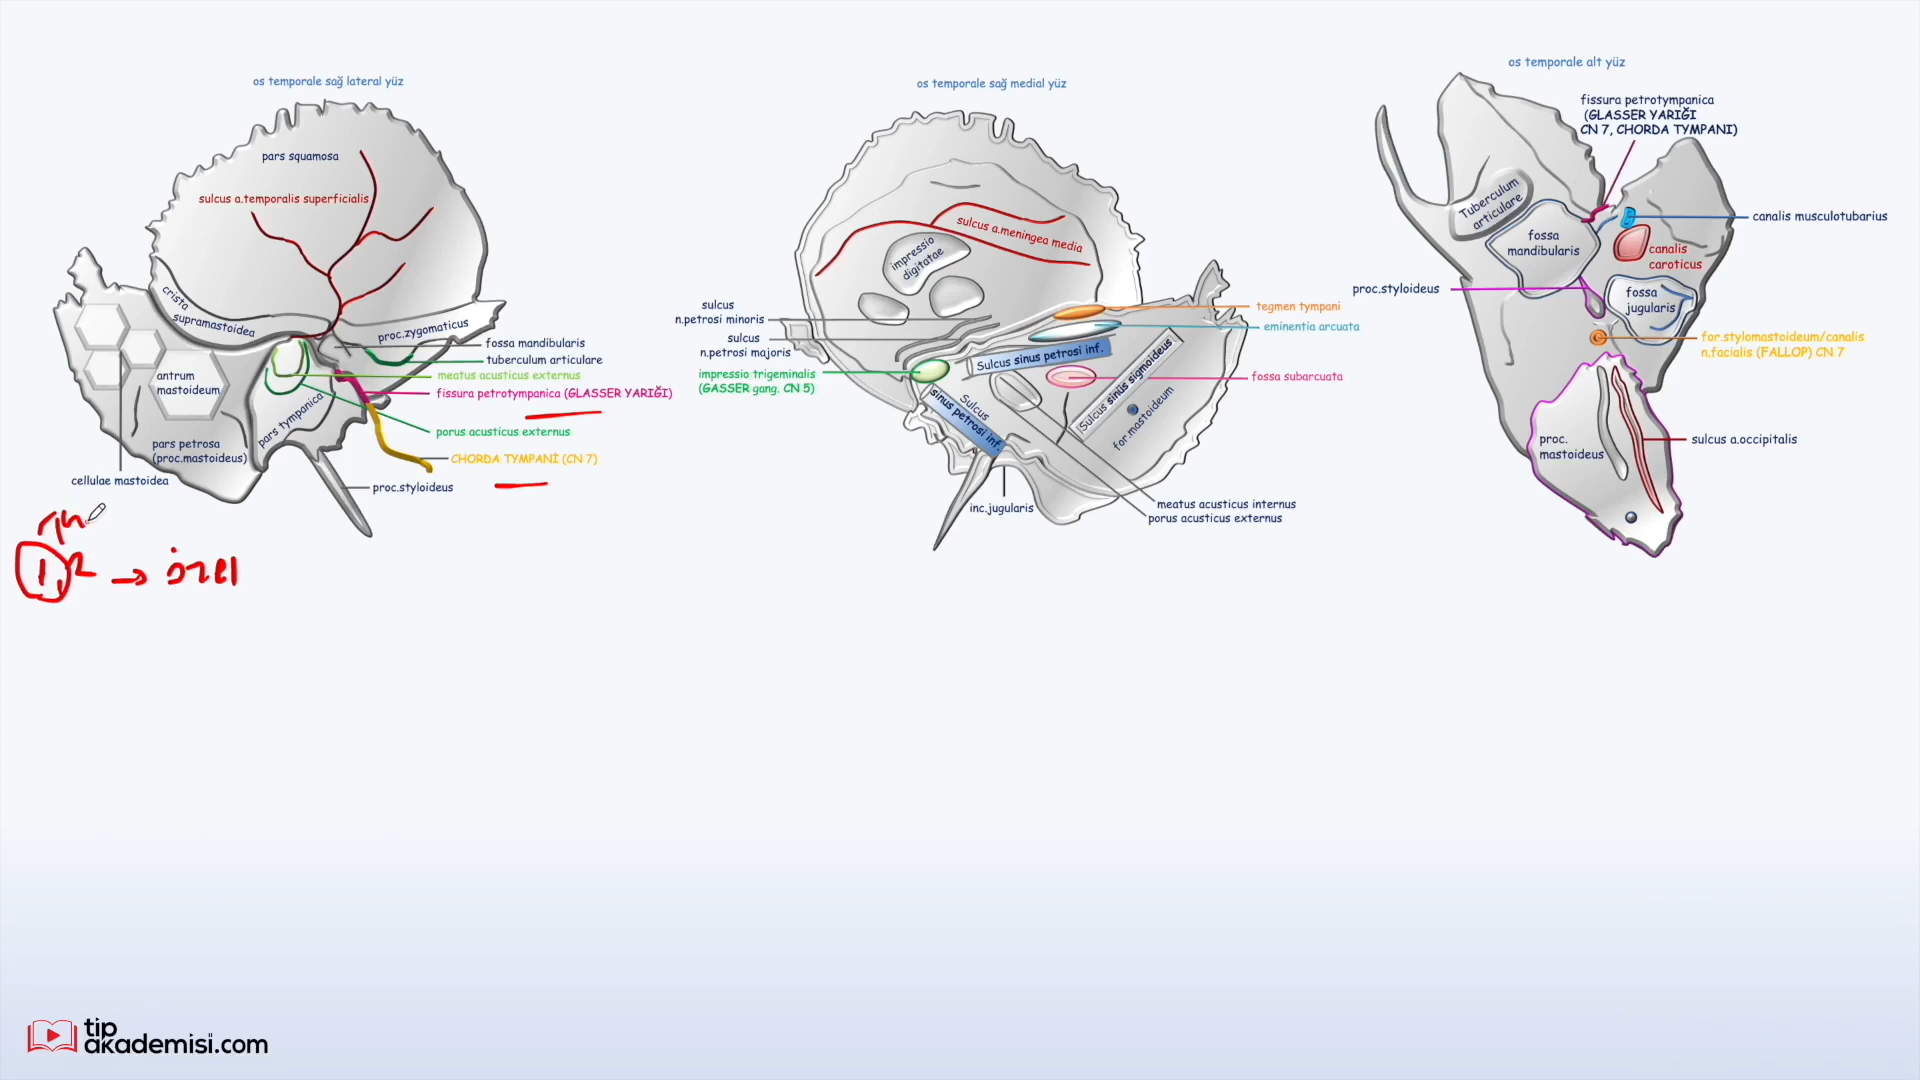 os temporale sağ lateral yüz
pars squamosa
sulcus a.temporalis superficialis
crista
supramastoidea
proc.zygomaticus
fossa mandibularis
tuberculum articulare
meatus acusticus externus
fissura petrotympanica (GLASSER YARIĞI)
porus acusticus externus
CHORDA TYMPANİ (CN 7)
proc.styloideus
antrum
mastoideum
pars tympanica
pars petrosa
(proc.mastoideus)
cellulae mastoidea
1,2 → özel
os temporale sağ medial yüz
sulcus a.meningea media
impressio
digitatae
sulcus
n.petrosi minoris
sulcus
n.petrosi majoris
impressio trigeminalis
(GASSER gang. CN 5)
tegmen tympani
eminentia arcuata
Sulcus sinus petrosi inf.
Sulcus
sinus petrosi inf.
Sulcus sinüs sigmoideus
fossa subarcuata
for.mastoideum
inc.jugularis
meatus acusticus internus
porus acusticus externus
os temporale alt yüz
fissura petrotympanica
(GLASSER YARIĞI
CN 7, CHORDA TYMPANI)
Tuberculum
articulare
fossa
mandibularis
canalis musculotubarius
canalis
caroticus
proc.styloideus
fossa
jugularis
for.stylomastoideum/canalis
n.facialis (FALLOP) CN 7
proc.
mastoideus
sulcus a.occipitalis
tıp
akademisi.com